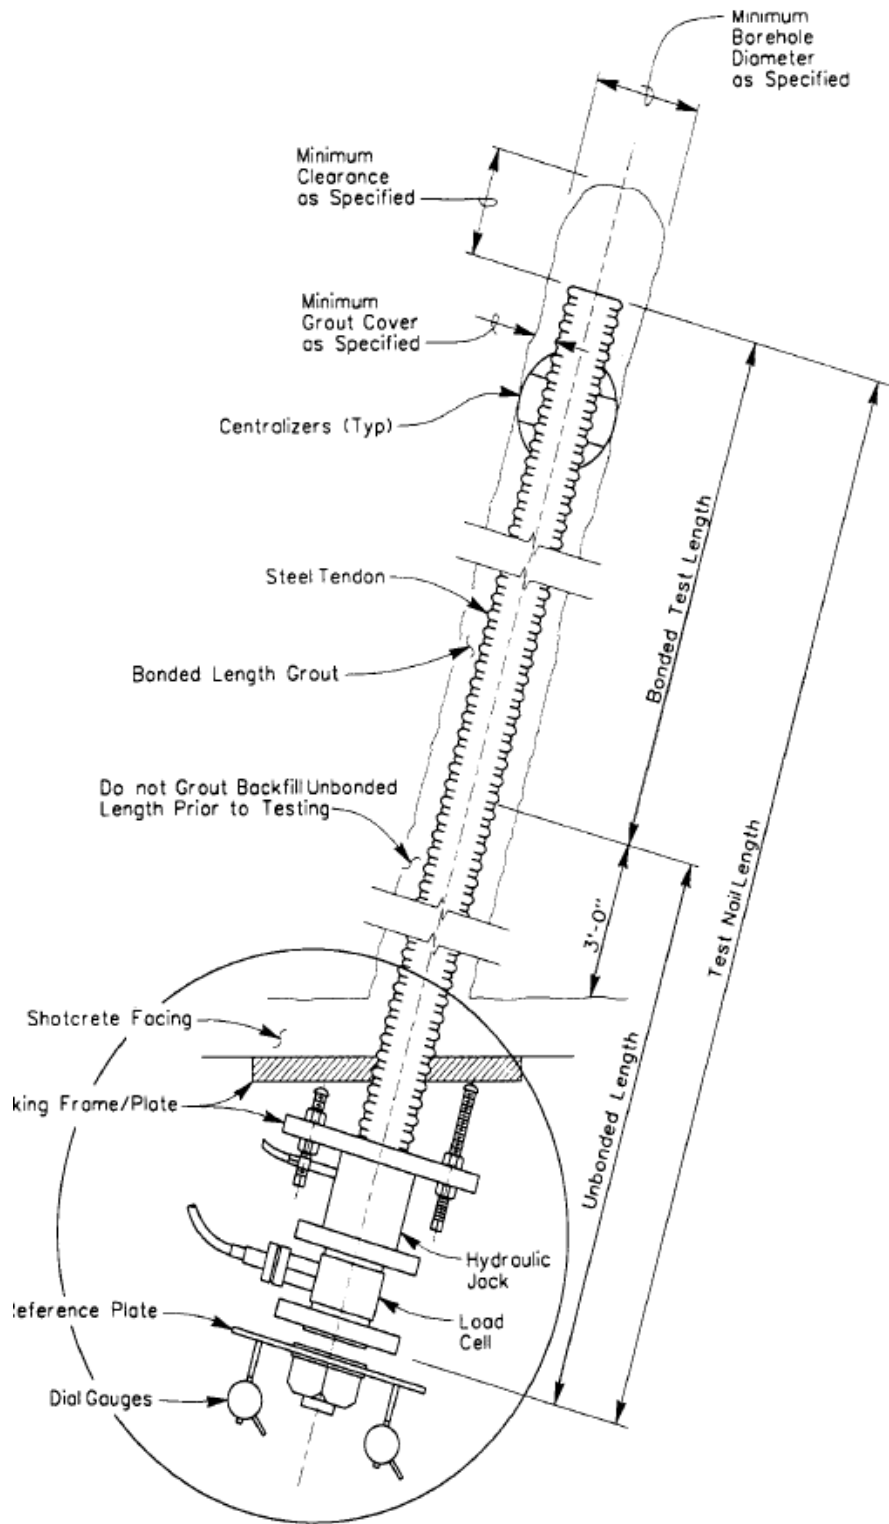 Minimum
Borehole
Diameter
as Specified
Minimum
Clearance
as Specified
Minimum
Grout Cover
as Specified
Centralizers (Typ)
Steel Tendon
Bonded Length Grout
Do not Grout Backfill Unbonded
Length Prior to Testing
Bonded Test Length
Test Nail Length
3'-0"
Unbonded Length
Shotcrete Facing
king Frame/Plate
Hydraulic
Jack
Load
Cell
eference Plate
Dial Gauges